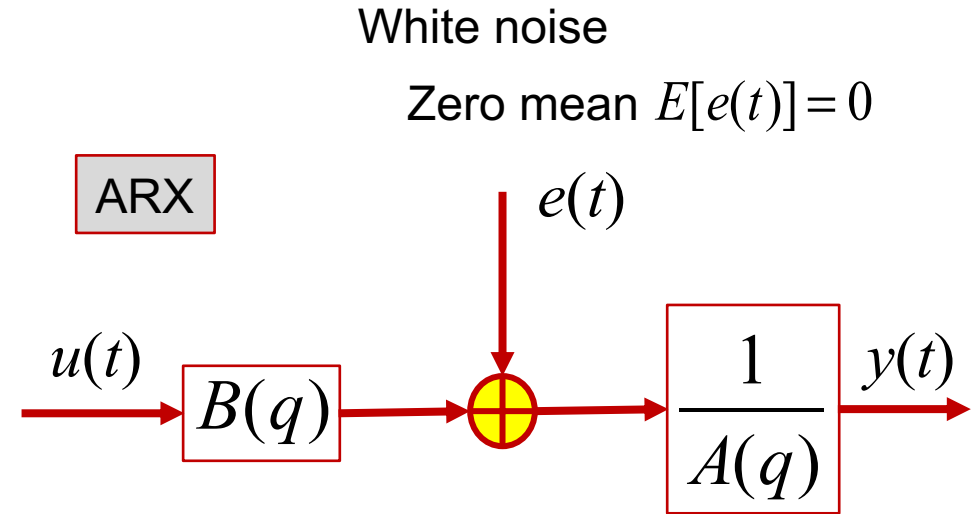 White noise
Zero mean E[e(t)] = 0
ARX
e(t)
u(t)
B(q)
1
A(q)
y(t)